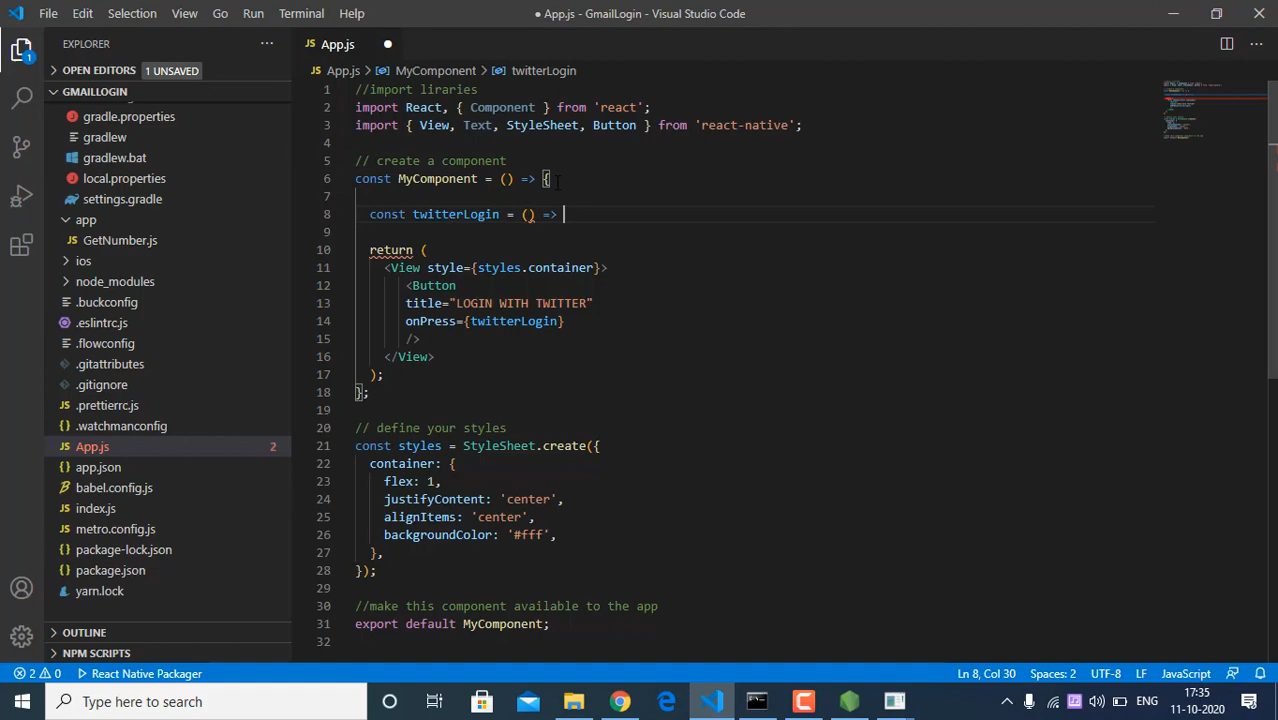 File Edit Selection View Go Run Terminal Help
● App.js - GmailLogin - Visual Studio Code
EXPLORER ···
JS App.js ●
OPEN EDITORS 1 UNSAVED
JS App.js > MyComponent > twitterLogin
GMAILLOGIN
gradle.properties
gradlew
gradlew.bat
local.properties
settings.gradle
app
JS GetNumber.js
ios
node_modules
{} .buckconfig
.eslintrc.js
{} .flowconfig
.gitattributes
.gitignore
JS .prettierrc.js
{} .watchmanconfig
JS App.js 2
{} app.json
babel.config.js
JS index.js
JS metro.config.js
{} package-lock.json
{} package.json
yarn.lock
OUTLINE
NPM SCRIPTS
1
1 //import liraries
2 import React, { Component } from 'react';
3 import { View, Text, StyleSheet, Button } from 'react-native';
4
5 // create a component
6 const MyComponent = () => {
7
8 const twitterLogin = () =>
9
10 return (
11 <View style={styles.container}>
12 <Button
13 title="LOGIN WITH TWITTER"
14 onPress={twitterLogin}
15 />
16 </View>
17 );
18 };
19
20 // define your styles
21 const styles = StyleSheet.create({
22 container: {
23 flex: 1,
24 justifyContent: 'center',
25 alignItems: 'center',
26 backgroundColor: '#fff',
27 },
28 });
29
30 //make this component available to the app
31 export default MyComponent;
32
2 0 React Native Packager Ln 8, Col 30 Spaces: 2 UTF-8 LF JavaScript
Type here to search
ENG
17:35
11-10-2020